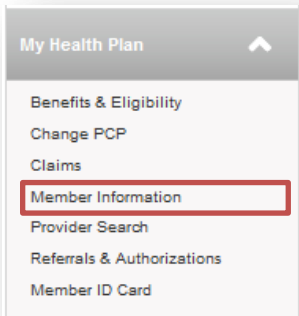 My Health Plan
Benefits & Eligibility
Change PCP
Claims
Member Information
Provider Search
Referrals & Authorizations
Member ID Card